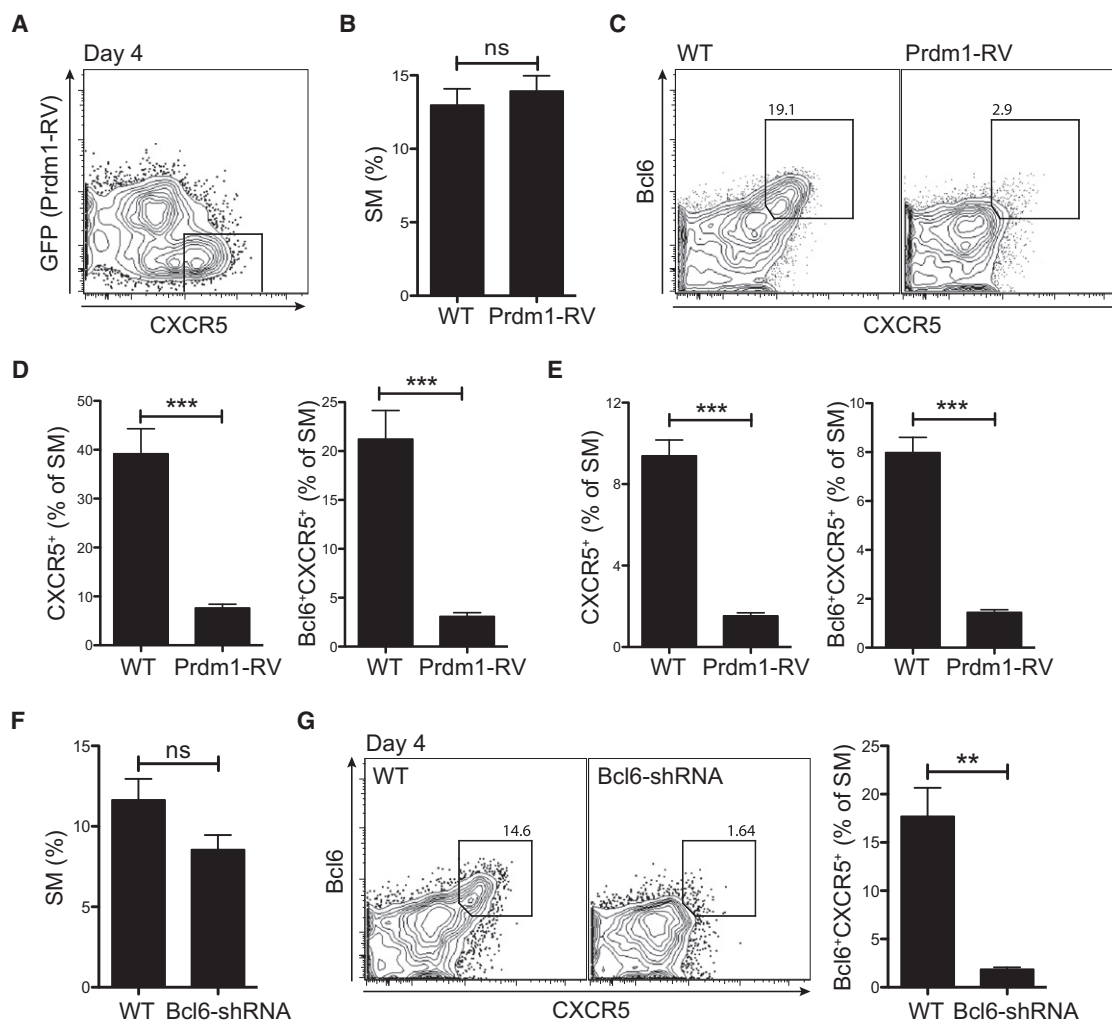 A
Day 4
GFP (Prdm1-RV)
CXCR5
B
ns
SM (%)
15
10
5
0
WT Prdm1-RV
C
WT
Prdm1-RV
19.1
2.9
Bcl6
CXCR5
D
***
CXCR5+ (% of SM)
50
40
30
20
10
0
WT Prdm1-RV
***
Bcl6+CXCR5+ (% of SM)
25
20
15
10
5
0
WT Prdm1-RV
E
***
CXCR5+ (% of SM)
12
8
4
0
WT Prdm1-RV
***
Bcl6+CXCR5+ (% of SM)
8
6
4
2
0
WT Prdm1-RV
F
ns
SM (%)
15
10
5
0
WT Bcl6-shRNA
G
Day 4
WT
Bcl6-shRNA
14.6
1.64
Bcl6
CXCR5
**
Bcl6+CXCR5+ (% of SM)
25
20
15
10
5
0
WT Bcl6-shRNA